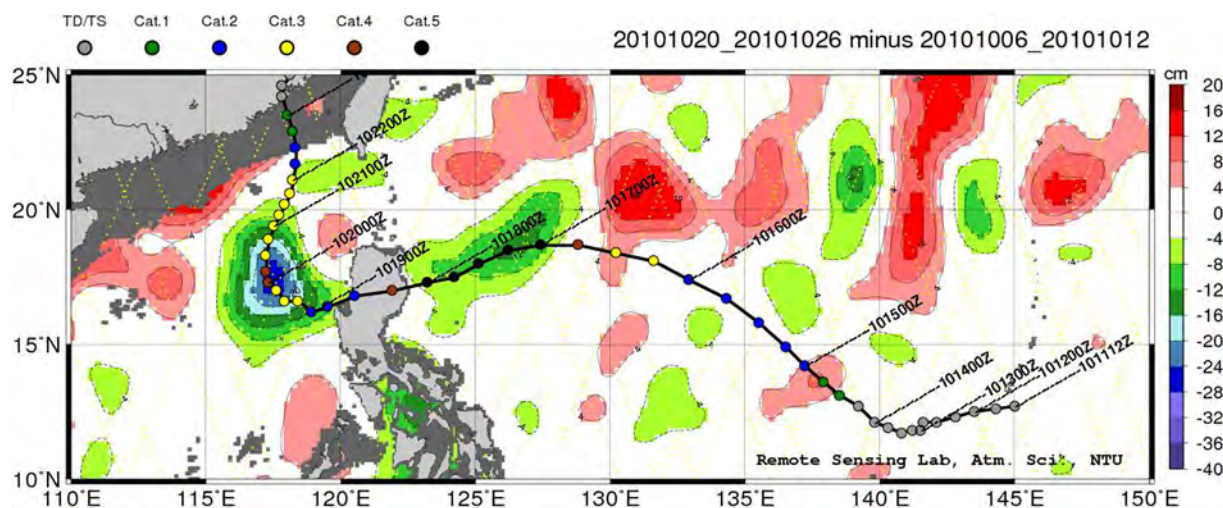 TD/TS Cat.1 Cat.2 Cat.3 Cat.4 Cat.5
20101020_20101026 minus 20101006_20101012
25°N
20°N
15°N
10°N
110°E 115°E 120°E 125°E 130°E 135°E 140°E 145°E 150°E
102200Z
102100Z
102000Z
101900Z
101800Z
101700Z
101600Z
101500Z
101400Z
101300Z
101200Z
101112Z
Remote Sensing Lab, Atm. Sci., NTU
cm
20
16
12
8
4
0
-4
-8
-12
-16
-20
-24
-28
-32
-36
-40